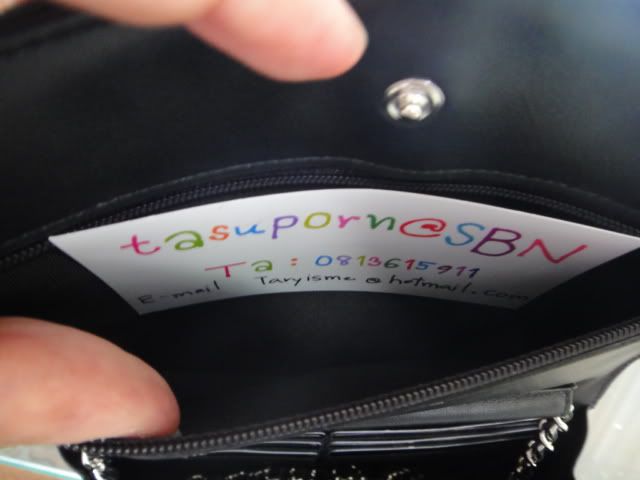 tasuporn@SBN
Ta : 0813615911
E-mail Taryisme@hotmail.com